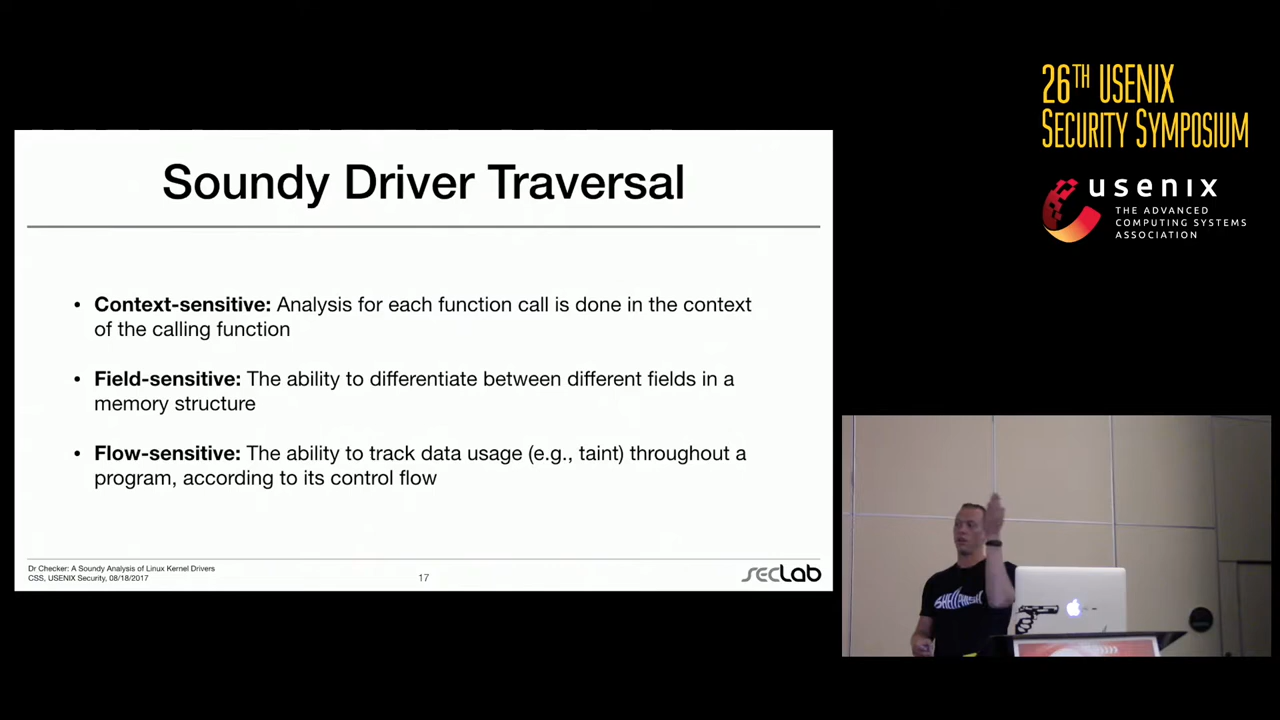 Soundy Driver Traversal
• Context-sensitive: Analysis for each function call is done in the context
of the calling function
• Field-sensitive: The ability to differentiate between different fields in a
memory structure
• Flow-sensitive: The ability to track data usage (e.g., taint) throughout a
program, according to its control flow
Dr Checker: A Soundy Analysis of Linux Kernel Drivers
CSS, USENIX Security, 08/18/2017
17
secLab
26TH USENIX
SECURITY SYMPOSIUM
usenix
THE ADVANCED
COMPUTING SYSTEMS
ASSOCIATION
SHELLPHISH